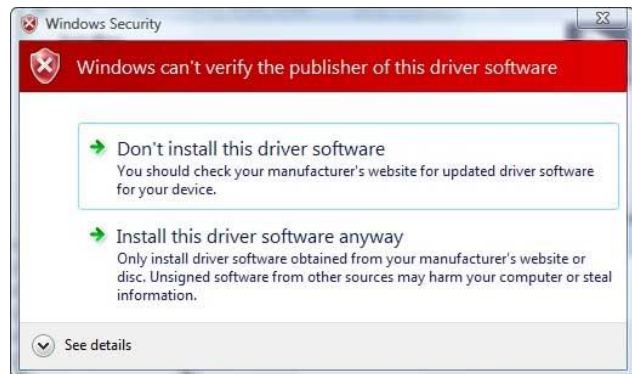 Windows Security
Windows can't verify the publisher of this driver software
Don't install this driver software
You should check your manufacturer's website for updated driver software
for your device.
Install this driver software anyway
Only install driver software obtained from your manufacturer's website or
disc. Unsigned software from other sources may harm your computer or steal
information.
See details